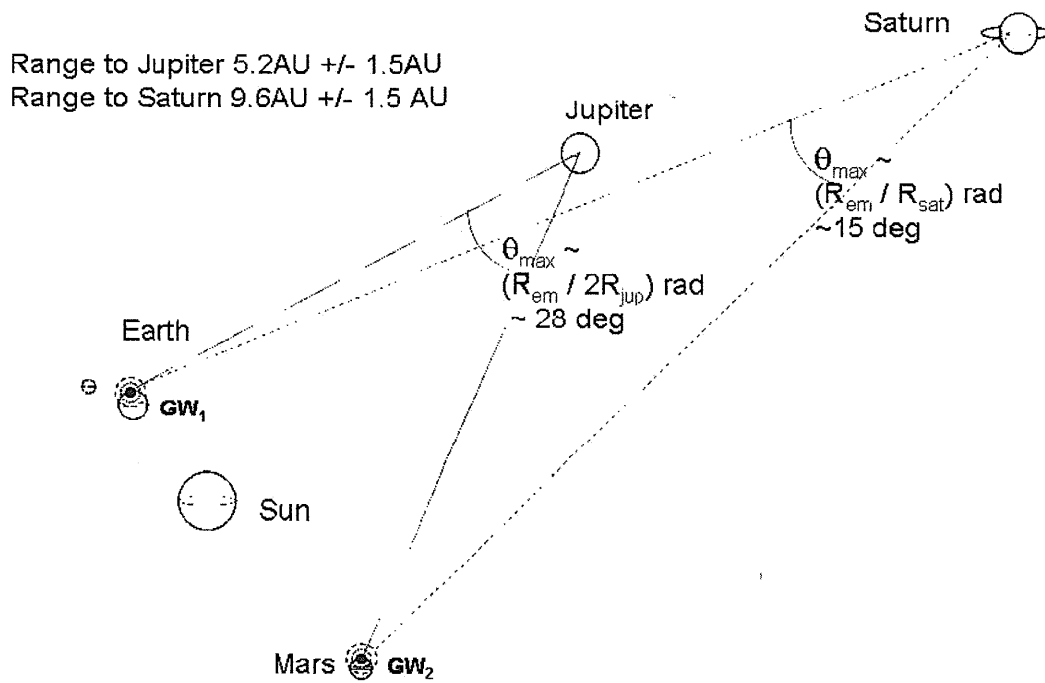 Saturn
Range to Jupiter 5.2AU +/- 1.5AU
Range to Saturn 9.6AU +/- 1.5 AU
Jupiter
θmax ~
(Rem / Rsat) rad
~15 deg
θmax ~
(Rem / 2Rjup) rad
~ 28 deg
Earth
GW1
Sun
Mars
GW2